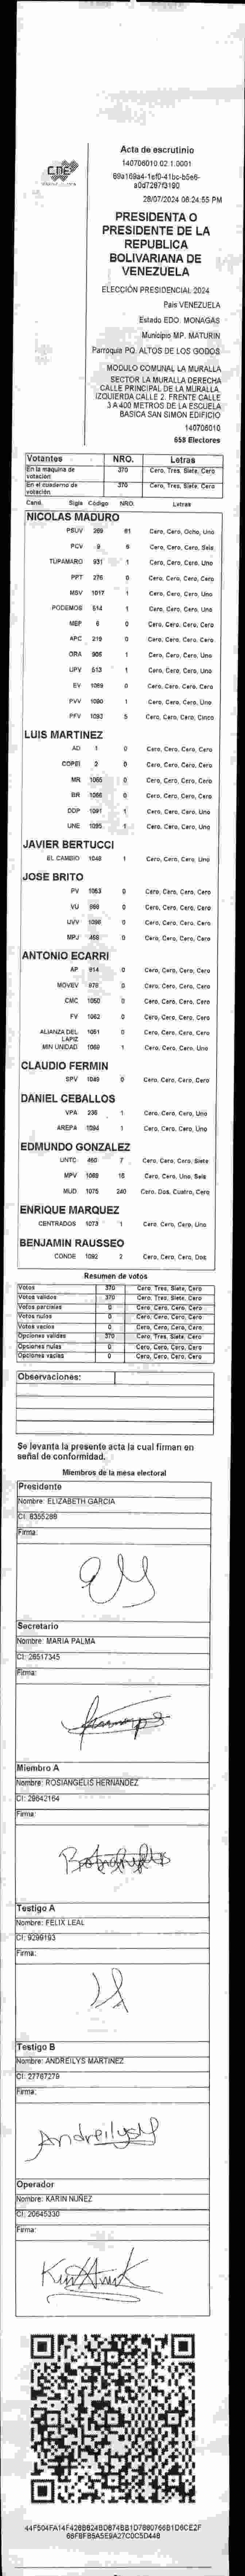 CNE
Acta de escrutinio
140706010.02.1.0001
28/07/2024 08:24:55 PM
PRESIDENTA O
PRESIDENTE DE LA
REPUBLICA
BOLIVARIANA DE
VENEZUELA
ELECCIÓN PRESIDENCIAL 2024
País VENEZUELA
Estado EDO. MONAGAS
Municipio MP. MATURIN
Parroquia PQ. ALTOS DE LOS GODOS
MODULO COMUNAL LA MURALLA
SECTOR LA MURALLA DERECHA
CALLE PRINCIPAL DE LA MURALLA.
IZQUIERDA CALLE 2. FRENTE CALLE
3 A 400 METROS DE LA ESCUELA
BASICA SAN SIMON EDIFICIO
140706010
658 Electores
Votantes NRO. Letras
En la maquina de votación: 370 Cero, Tres, Siete, Cero
En el cuaderno de votación: 370 Cero, Tres, Siete, Cero
Cand. Sigla Código NRO. Letras
NICOLAS MADURO
PSUV 269 81 Cero, Cero, Ocho, Uno
PCV 6 Cero, Cero, Cero, Seis
TUPAMARO 931 1 Cero, Cero, Cero, Uno
PPT 276 0 Cero, Cero, Cero, Cero
MSV 1017 1 Cero, Cero, Cero, Uno
PODEMOS 514 1 Cero, Cero, Cero, Uno
MEP 6 0 Cero, Cero, Cero, Cero
APC 219 0 Cero, Cero, Cero, Cero
ORA 905 1 Cero, Cero, Cero, Uno
UPV 513 1 Cero, Cero, Cero, Uno
EV 1089 0 Cero, Cero, Cero, Cero
PVV 1090 1 Cero, Cero, Cero, Uno
PFV 1093 5 Cero, Cero, Cero, Cinco
LUIS MARTINEZ
AD 1 0 Cero, Cero, Cero, Cero
COPEI 2 0 Cero, Cero, Cero, Cero
MR 1065 0 Cero, Cero, Cero, Cero
BR 1066 0 Cero, Cero, Cero, Cero
DDP 1091 1 Cero, Cero, Cero, Uno
UNE 1095 1 Cero, Cero, Cero, Uno
JAVIER BERTUCCI
EL CAMBIO 1048 1 Cero, Cero, Cero, Uno
JOSE BRITO
PV 1063 0 Cero, Cero, Cero, Cero
VU 0 Cero, Cero, Cero, Cero
UVV 1096 0 Cero, Cero, Cero, Cero
MPJ 458 0 Cero, Cero, Cero, Cero
ANTONIO ECARRI
AP 914 0 Cero, Cero, Cero, Cero
MOVEV 978 0 Cero, Cero, Cero, Cero
CMC 1050 0 Cero, Cero, Cero, Cero
FV 1062 0 Cero, Cero, Cero, Cero
ALIANZA DEL LAPIZ 1051 0 Cero, Cero, Cero, Cero
MIN UNIDAD 1069 1 Cero, Cero, Cero, Uno
CLAUDIO FERMIN
SPV 1049 0 Cero, Cero, Cero, Cero
DANIEL CEBALLOS
VPA 236 1 Cero, Cero, Cero, Uno
AREPA 1094 1 Cero, Cero, Cero, Uno
EDMUNDO GONZALEZ
UNTC 460 7 Cero, Cero, Cero, Siete
MPV 1068 16 Cero, Cero, Uno, Seis
MUD 1075 240 Cero, Dos, Cuatro, Cero
ENRIQUE MARQUEZ
CENTRADOS 1073 1 Cero, Cero, Cero, Uno
BENJAMIN RAUSSEO
CONDE 1092 2 Cero, Cero, Cero, Dos
Resumen de votos
Votos 370 Cero, Tres, Siete, Cero
Votos validos 370 Cero, Tres, Siete, Cero
Votos parciales 0 Cero, Cero, Cero, Cero
Votos nulos 0 Cero, Cero, Cero, Cero
Votos vacios 0 Cero, Cero, Cero, Cero
Opciones validas 370 Cero, Tres, Siete, Cero
Opciones nulas 0 Cero, Cero, Cero, Cero
Opciones vacias 0 Cero, Cero, Cero, Cero
Observaciones:
Se levanta la presente acta la cual firman en
señal de conformidad.
Miembros de la mesa electoral
Presidente
Nombre: ELIZABETH GARCIA
CI: 8355288
Firma:
Secretario
Nombre: MARIA PALMA
CI: 26517345
Firma:
Miembro A
Nombre: ROSIANGELIS HERNANDEZ
CI: 29642164
Firma:
Testigo A
Nombre: FELIX LEAL
CI: 9299193
Firma:
Testigo B
Nombre: ANDREILYS MARTINEZ
CI: 27767279
Firma:
AndreilysM
Operador
Nombre: KARIN NUÑEZ
CI: 20645330
Firma: